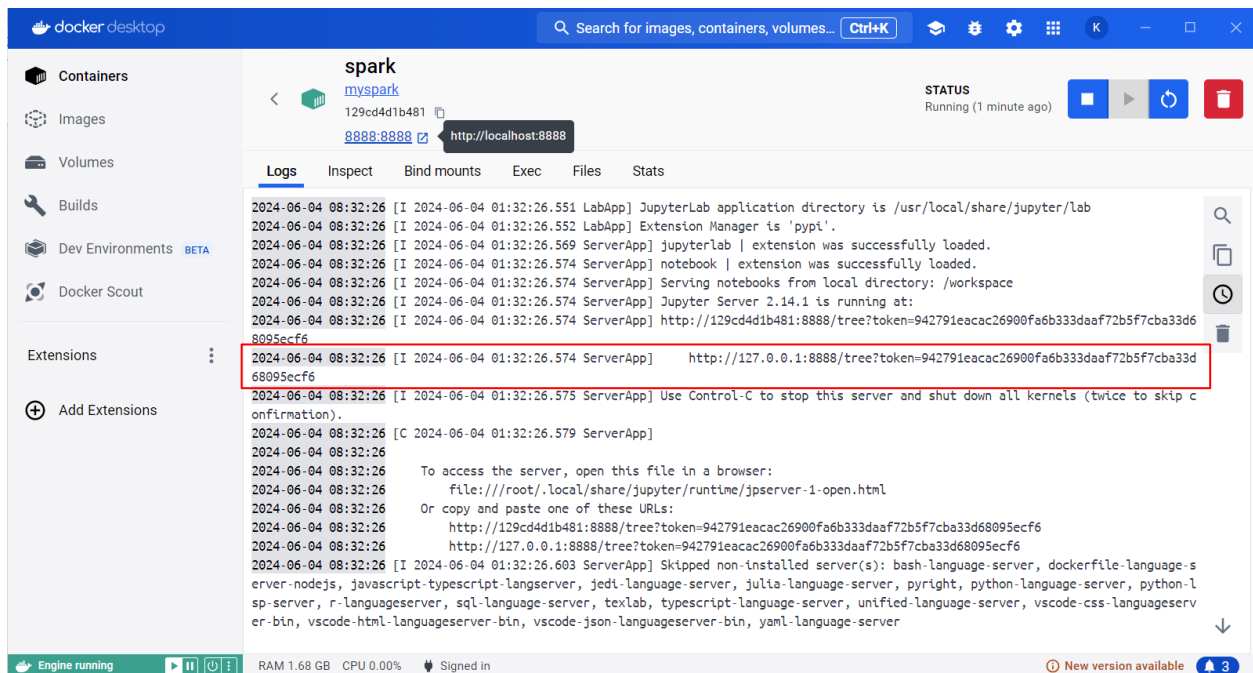 docker desktop
Search for images, containers, volumes... Ctrl+K
K
Containers
Images
Volumes
Builds
Dev Environments BETA
Docker Scout
Extensions
Add Extensions
spark
myspark
129cd4d1b481
8888:8888
http://localhost:8888
STATUS
Running (1 minute ago)
Logs Inspect Bind mounts Exec Files Stats
2024-06-04 08:32:26 [I 2024-06-04 01:32:26.551 LabApp] JupyterLab application directory is /usr/local/share/jupyter/lab
2024-06-04 08:32:26 [I 2024-06-04 01:32:26.552 LabApp] Extension Manager is 'pypi'.
2024-06-04 08:32:26 [I 2024-06-04 01:32:26.569 ServerApp] jupyterlab | extension was successfully loaded.
2024-06-04 08:32:26 [I 2024-06-04 01:32:26.574 ServerApp] notebook | extension was successfully loaded.
2024-06-04 08:32:26 [I 2024-06-04 01:32:26.574 ServerApp] Serving notebooks from local directory: /workspace
2024-06-04 08:32:26 [I 2024-06-04 01:32:26.574 ServerApp] Jupyter Server 2.14.1 is running at:
2024-06-04 08:32:26 [I 2024-06-04 01:32:26.574 ServerApp] http://129cd4d1b481:8888/tree?token=942791eacac26900fa6b333daaf72b5f7cba33d6
8095ecf6
2024-06-04 08:32:26 [I 2024-06-04 01:32:26.574 ServerApp]     http://127.0.0.1:8888/tree?token=942791eacac26900fa6b333daaf72b5f7cba33d
68095ecf6
2024-06-04 08:32:26 [I 2024-06-04 01:32:26.575 ServerApp] Use Control-C to stop this server and shut down all kernels (twice to skip c
onfirmation).
2024-06-04 08:32:26 [C 2024-06-04 01:32:26.579 ServerApp]
2024-06-04 08:32:26
2024-06-04 08:32:26     To access the server, open this file in a browser:
2024-06-04 08:32:26         file:///root/.local/share/jupyter/runtime/jpserver-1-open.html
2024-06-04 08:32:26     Or copy and paste one of these URLs:
2024-06-04 08:32:26         http://129cd4d1b481:8888/tree?token=942791eacac26900fa6b333daaf72b5f7cba33d68095ecf6
2024-06-04 08:32:26         http://127.0.0.1:8888/tree?token=942791eacac26900fa6b333daaf72b5f7cba33d68095ecf6
2024-06-04 08:32:26 [I 2024-06-04 01:32:26.603 ServerApp] Skipped non-installed server(s): bash-language-server, dockerfile-language-s
erver-nodejs, javascript-typescript-langserver, jedi-language-server, julia-language-server, pyright, python-language-server, python-l
sp-server, r-languageserver, sql-language-server, texlab, typescript-language-server, unified-language-server, vscode-css-languageserv
er-bin, vscode-html-languageserver-bin, vscode-json-languageserver-bin, yaml-language-server
Engine running
RAM 1.68 GB CPU 0.00% Signed in
New version available 3